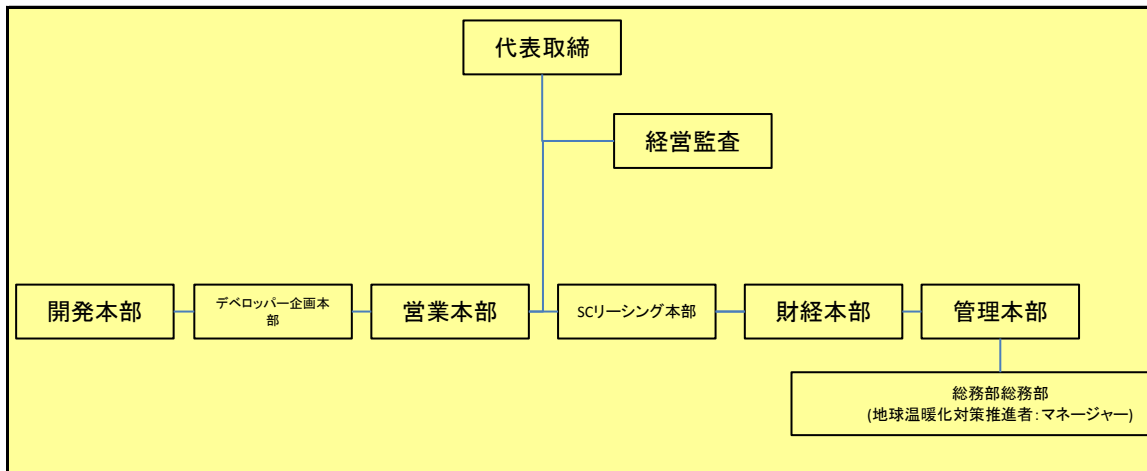 代表取締
経営監査
開発本部
デベロッパー企画本
部
営業本部
SCリーシング本部
財経本部
管理本部
総務部総務部
(地球温暖化対策推進者：マネージャー)